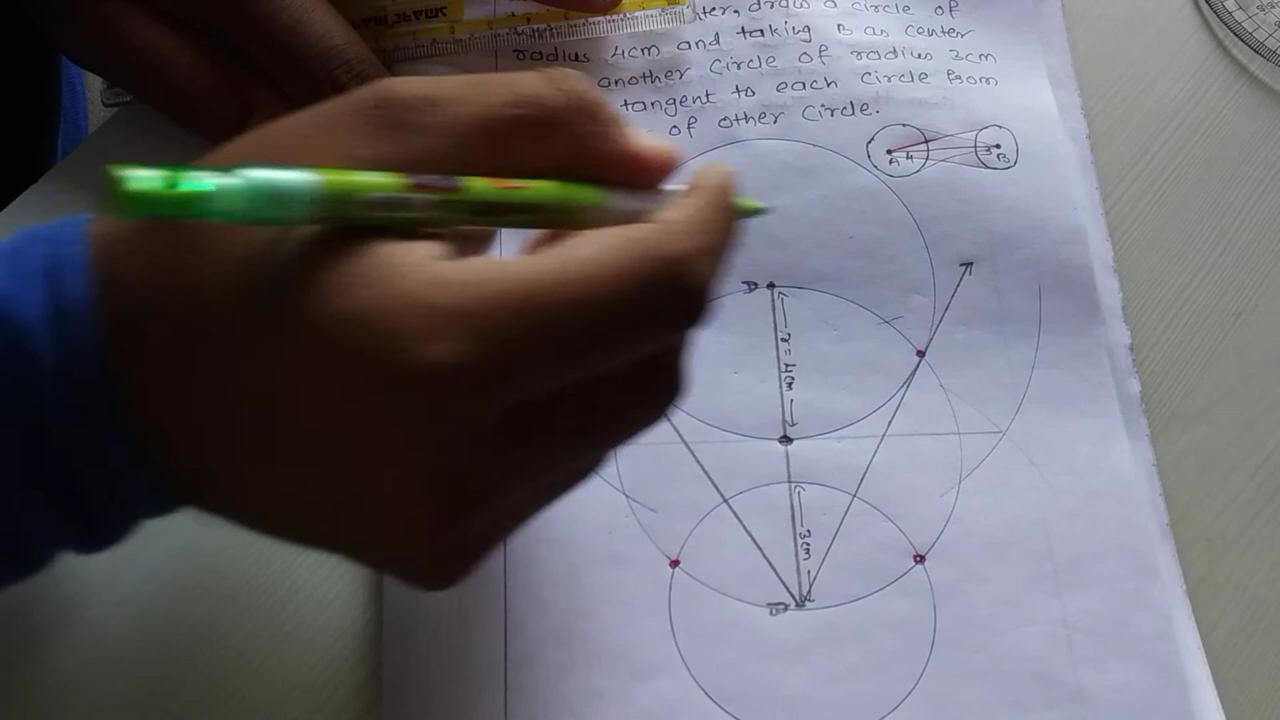 ter, draw a circle of
radius 4cm and taking B as center
another circle of radius 3cm
tangent to each circle from
of other circle.
A 4 3 B
r = 4cm
3cm
B